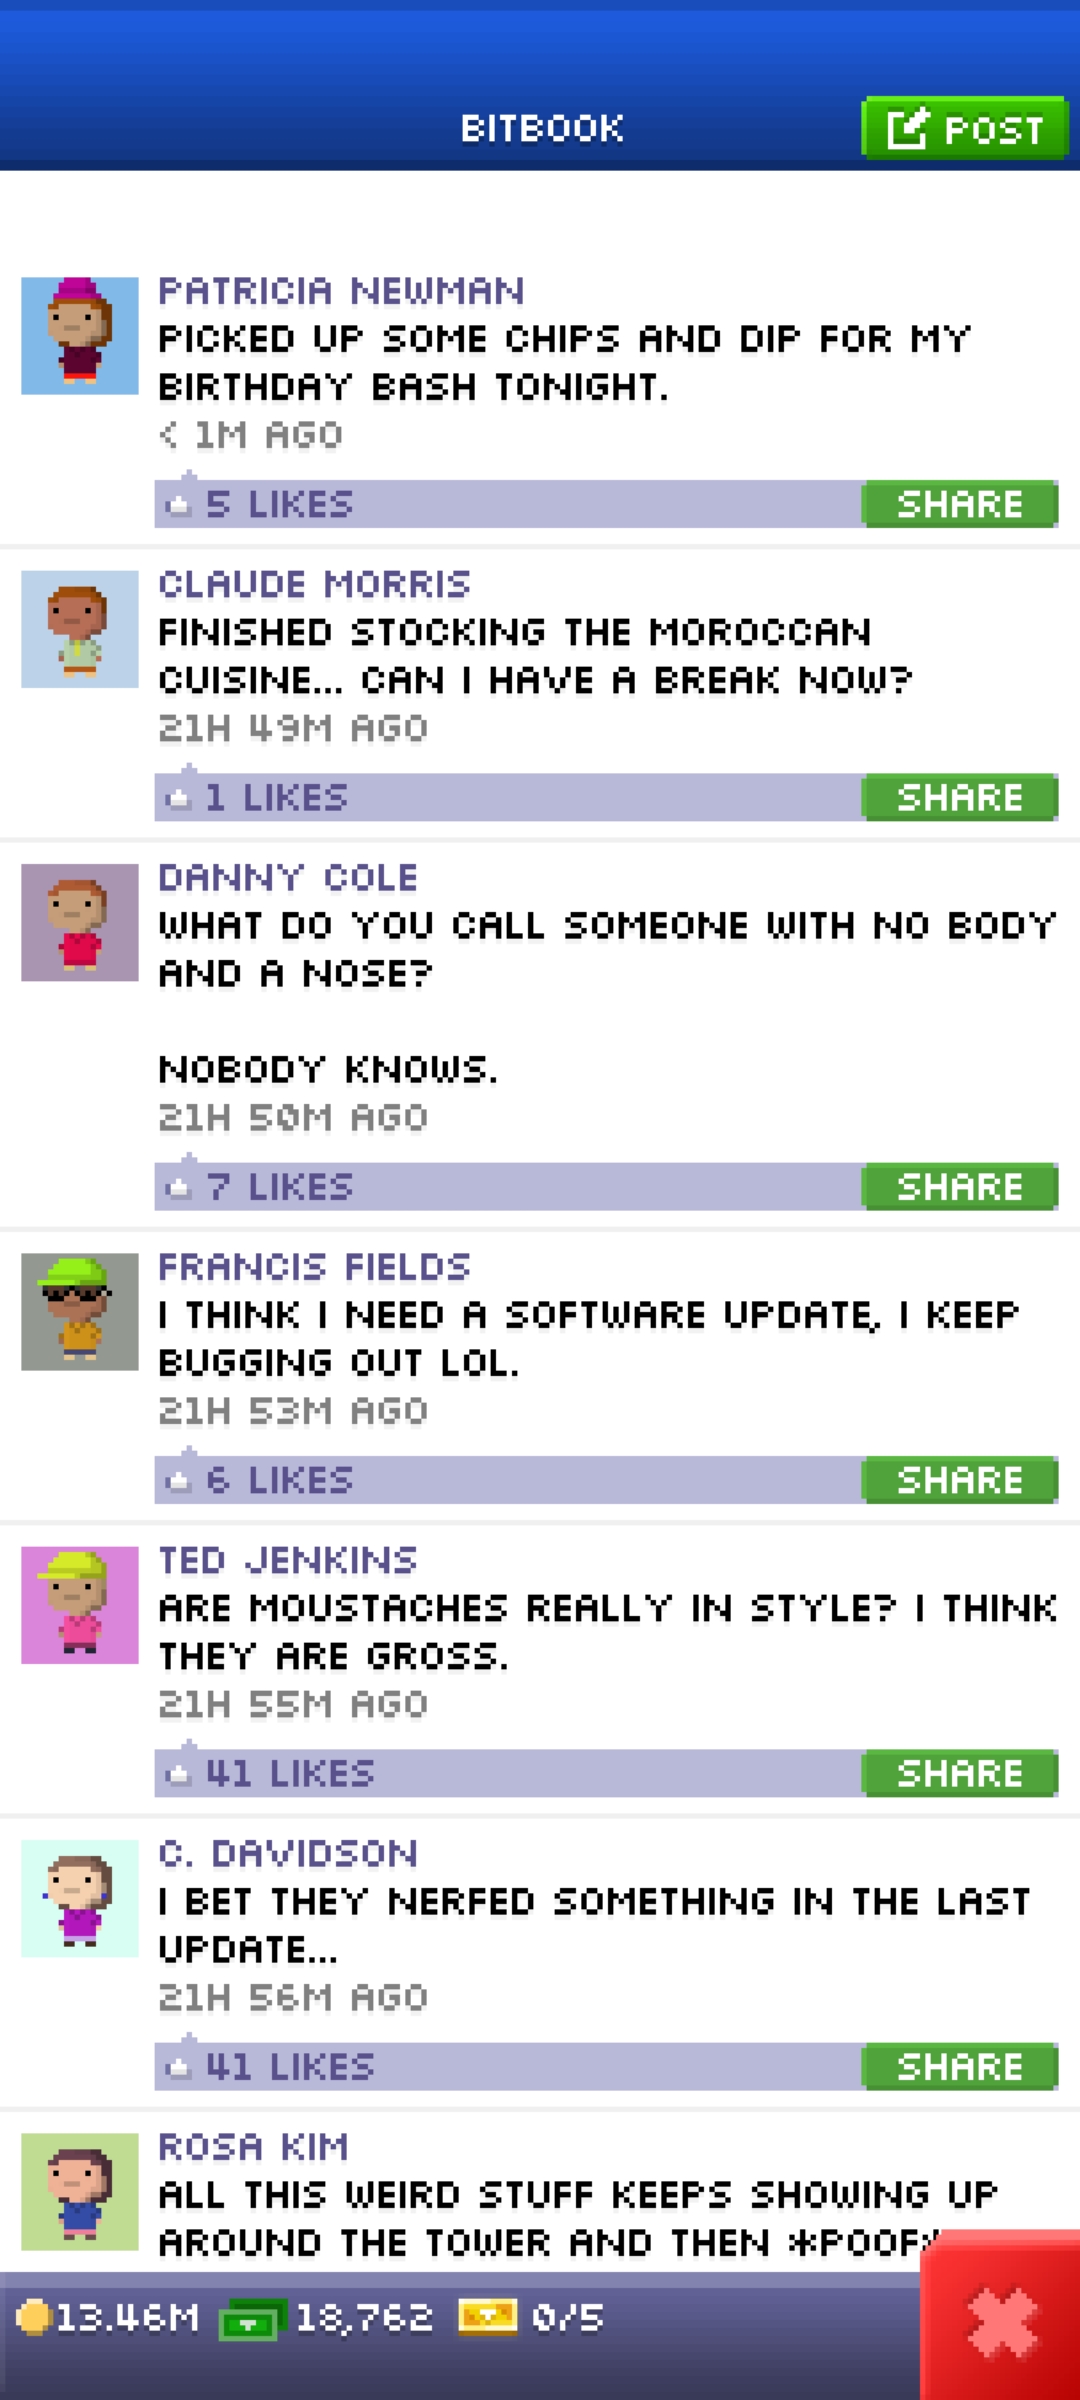 BITBOOK
POST
PATRICIA NEWMAN
PICKED UP SOME CHIPS AND DIP FOR MY
BIRTHDAY BASH TONIGHT.
< 1M AGO
5 LIKES
SHARE
CLAUDE MORRIS
FINISHED STOCKING THE MOROCCAN
CUISINE... CAN I HAVE A BREAK NOW?
21H 49M AGO
1 LIKES
SHARE
DANNY COLE
WHAT DO YOU CALL SOMEONE WITH NO BODY
AND A NOSE?
NOBODY KNOWS.
21H 50M AGO
7 LIKES
SHARE
FRANCIS FIELDS
I THINK I NEED A SOFTWARE UPDATE, I KEEP
BUGGING OUT LOL.
21H 53M AGO
6 LIKES
SHARE
TED JENKINS
ARE MOUSTACHES REALLY IN STYLE? I THINK
THEY ARE GROSS.
21H 55M AGO
41 LIKES
SHARE
C. DAVIDSON
I BET THEY NERFED SOMETHING IN THE LAST
UPDATE...
21H 56M AGO
41 LIKES
SHARE
ROSA KIM
ALL THIS WEIRD STUFF KEEPS SHOWING UP
AROUND THE TOWER AND THEN *POOF*
13.46M 18,762 0/5